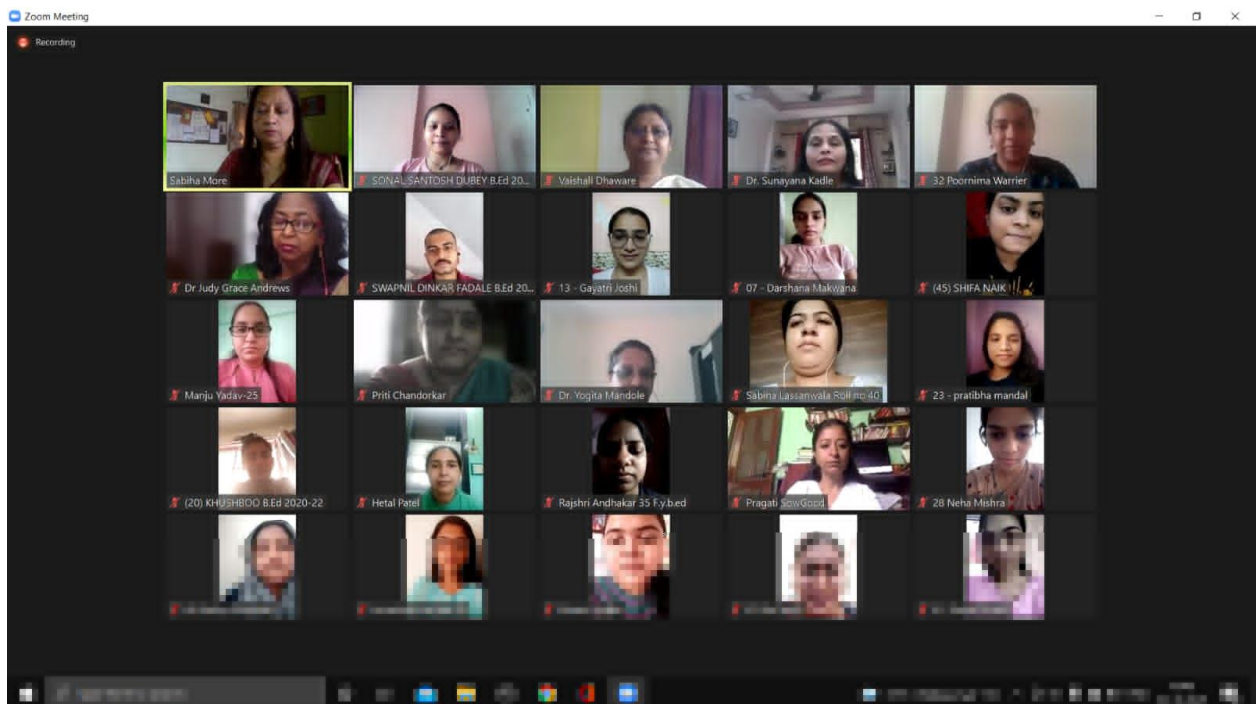 Zoom Meeting
Recording
Sabiha More
SONAL SANTOSH DUBEY B.Ed 20...
Vaishali Dhaware
Dr. Sunayana Kadle
32 Poornima Warrier
Dr Judy Grace Andrews
SWAPNIL DINKAR FADALE B.Ed 20...
13 - Gayatri Joshi
07 - Darshana Makwana
(45) SHIFA NAIK
Manju Yadav-25
Priti Chandorkar
Dr. Yogita Mandole
Sabina Lassanwala Roll no 40
23 - pratibha mandal
(20) KHUSHBOO B.Ed 2020-22
Hetal Patel
Rajshri Andhakar 35 F.y.b.ed
Pragati SowGood
28 Neha Mishra